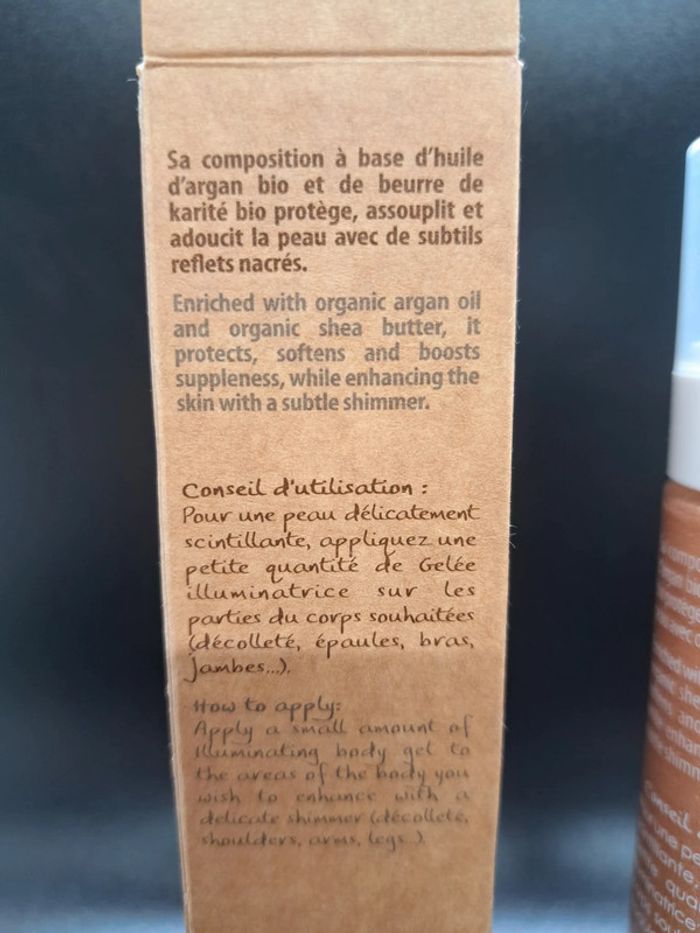 Sa composition à base d'huile
d'argan bio et de beurre de
karité bio protège, assouplit et
adoucit la peau avec de subtils
reflets nacrés.
Enriched with organic argan oil
and organic shea butter, it
protects, softens and boosts
suppleness, while enhancing the
skin with a subtle shimmer.
Conseil d'utilisation :
Pour une peau délicatement
scintillante, appliquez une
petite quantité de Gelée
illuminatrice sur les
parties du corps souhaitées
(décolleté, épaules, bras,
jambes...).
How to apply:
Apply a small amount of
Illuminating body gel to
the areas of the body you
wish to enhance with a
delicate shimmer (décolleté,
shoulders, arms, legs...).
Conseil